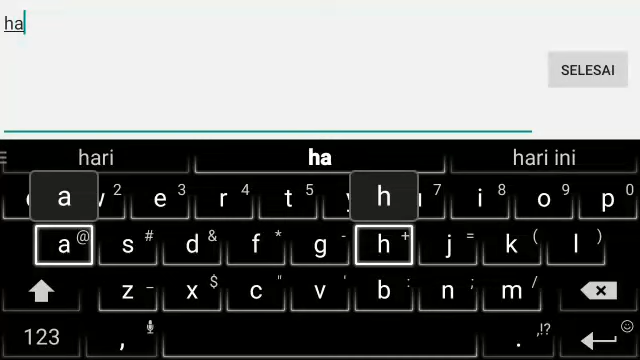 ha
SELESAI
hari ha hari ini
a h
w 2 e 3 r 4 t 5 y 7 i 8 o 9 p 0
a @ s # d & f * g - h + j = k ( l )
z _ x $ c " v ' b : n ; m /
123 , . ,!?